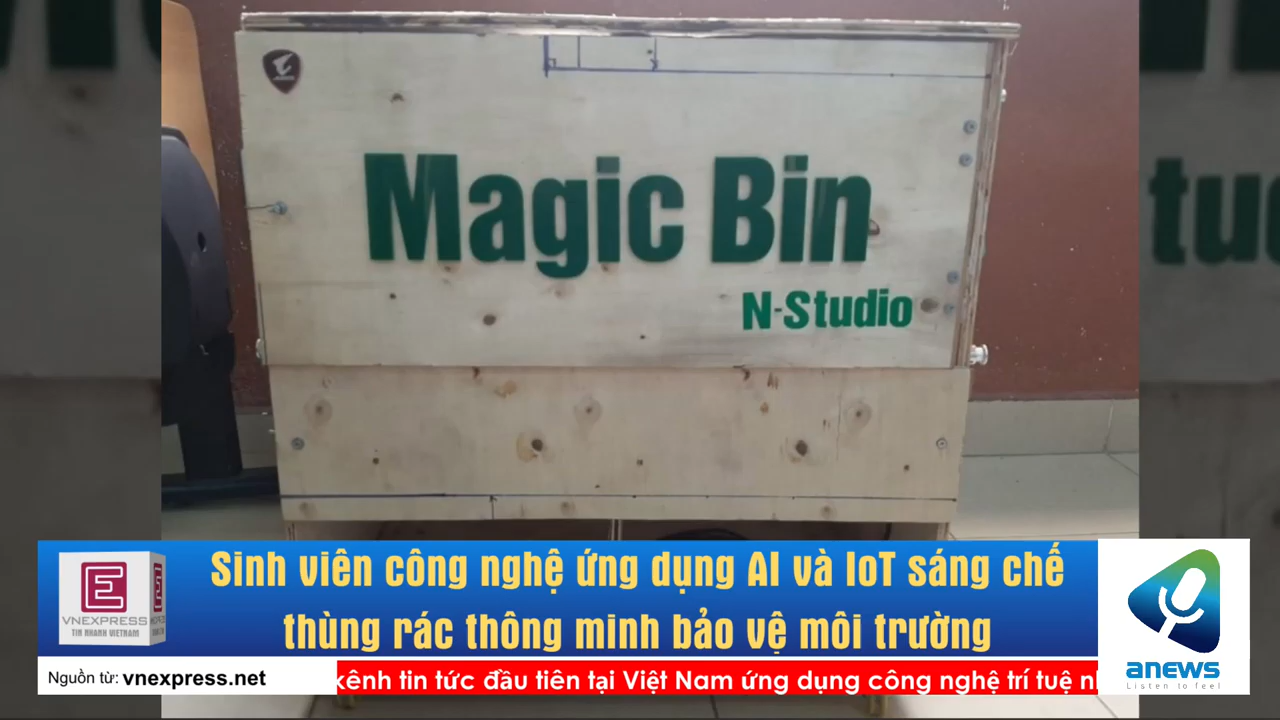 Magic Bin
N-Studio
Sinh viên công nghệ ứng dụng AI và IoT sáng chế
thùng rác thông minh bảo vệ môi trường
E
VNEXPRESS
TIN NHANH VIETNAM
Nguồn từ: vnexpress.net
kênh tin tức đầu tiên tại Việt Nam ứng dụng công nghệ trí tuệ
anews
Listen to feel